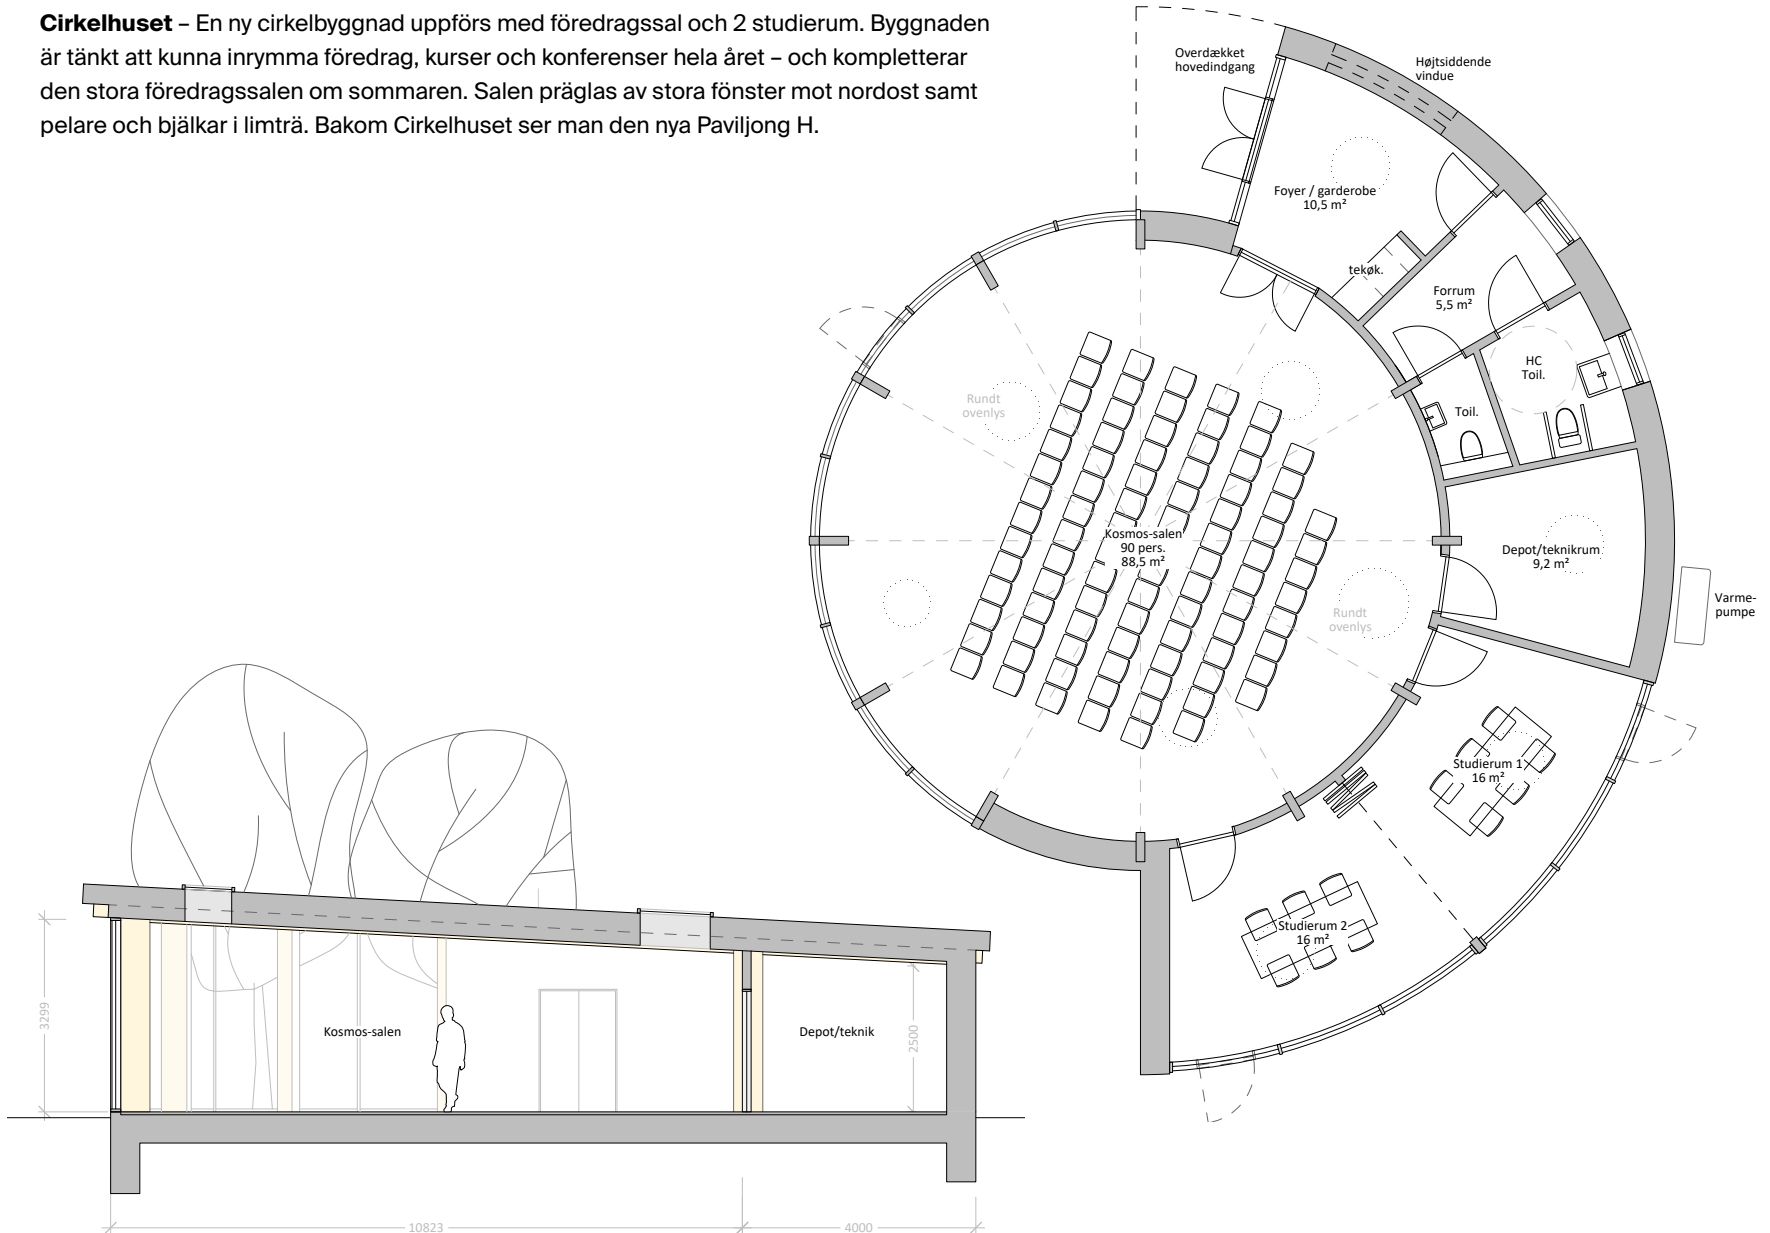 Cirkelhuset – En ny cirkelbyggnad uppförs med föredragssal och 2 studierum. Byggnaden
är tänkt att kunna inrymma föredrag, kurser och konferenser hela året – och kompletterar
den stora föredragssalen om sommaren. Salen präglas av stora fönster mot nordost samt
pelare och bjälkar i limträ. Bakom Cirkelhuset ser man den nya Paviljong H.
Overdækket
hovedindgang
Højtsiddende
vindue
Foyer / garderobe
10,5 m²
tekøk.
Forrum
5,5 m²
HC
Toil.
Toil.
Rundt
ovenlys
Kosmos-salen
90 pers.
88,5 m²
Depot/teknikrum
9,2 m²
Varme-
pumpe
Rundt
ovenlys
Studierum 1
16 m²
Studierum 2
16 m²
3299
Kosmos-salen
Depot/teknik
2500
10823
4000